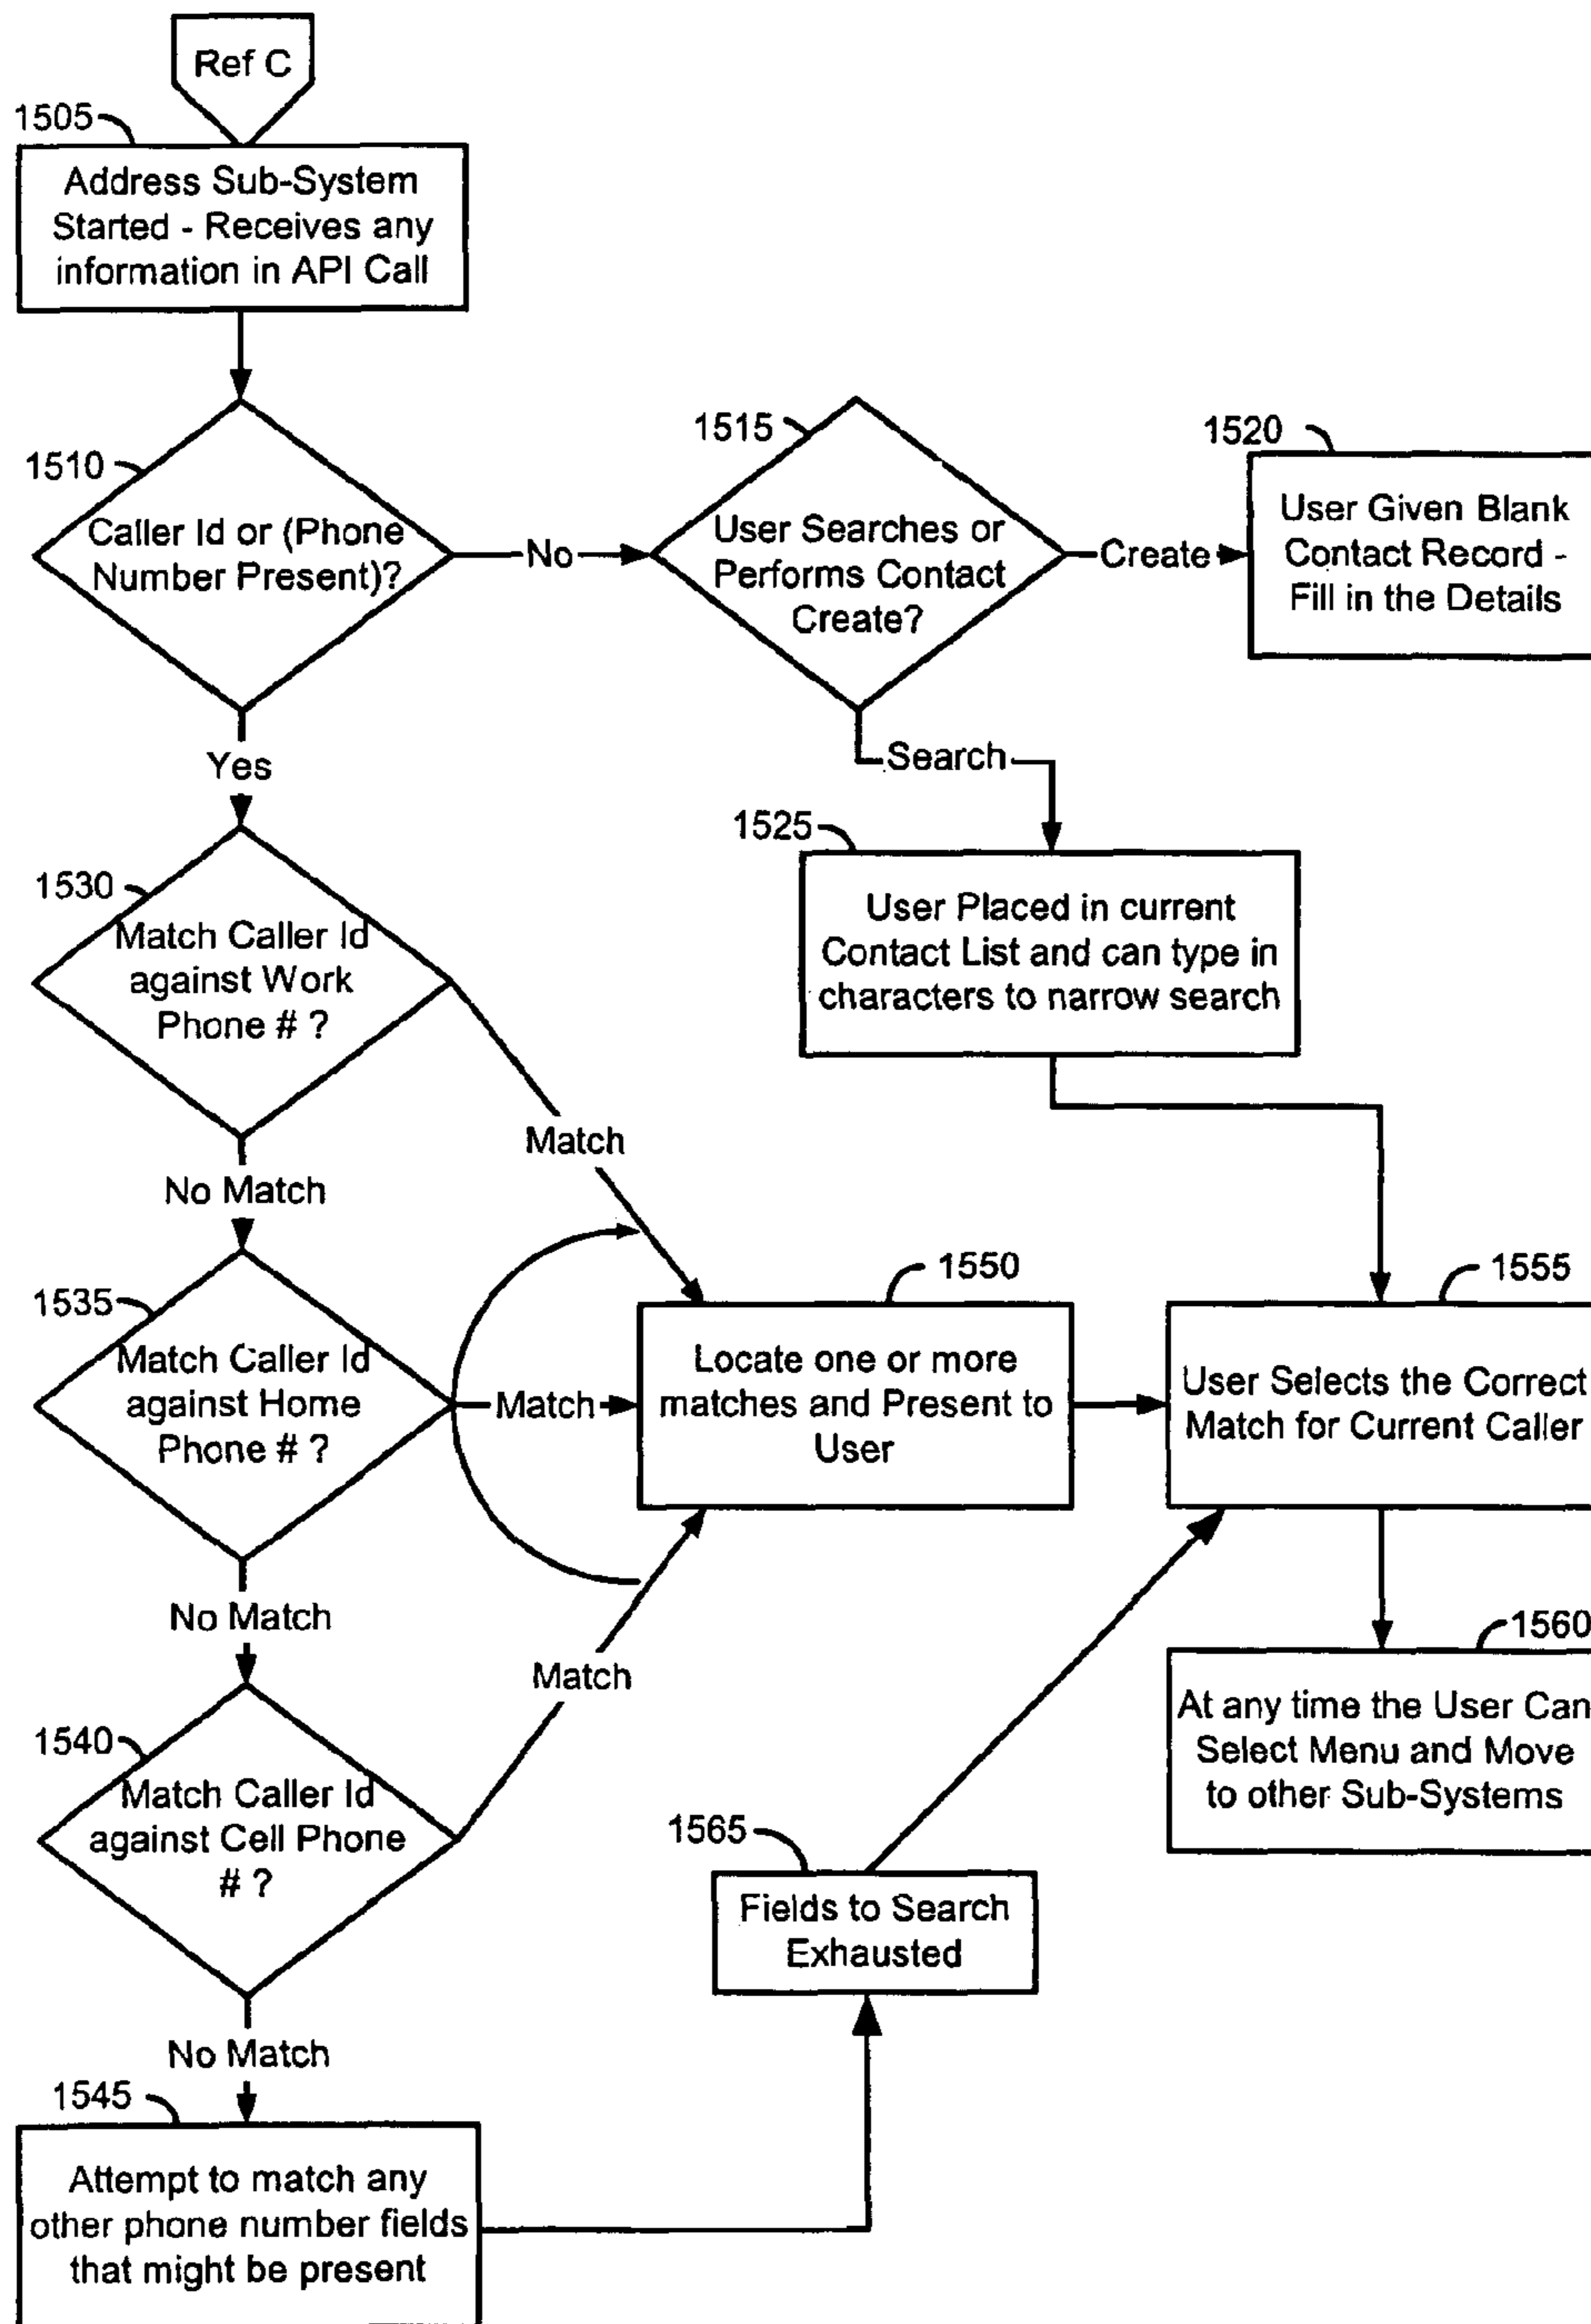 Ref C
1505
Address Sub-System
Started - Receives any
information in API Call
1510
Caller Id or (Phone
Number Present)?
No
1515
User Searches or
Performs Contact
Create?
Create
1520
User Given Blank
Contact Record -
Fill in the Details
Yes
Search
1525
User Placed in current
Contact List and can type in
characters to narrow search
1530
Match Caller Id
against Work
Phone # ?
Match
No Match
1535
Match Caller Id
against Home
Phone # ?
Match
1550
Locate one or more
matches and Present to
User
1555
User Selects the Correct
Match for Current Caller
No Match
1540
Match Caller Id
against Cell Phone
# ?
Match
1560
At any time the User Can
Select Menu and Move
to other Sub-Systems
1565
Fields to Search
Exhausted
No Match
1545
Attempt to match any
other phone number fields
that might be present